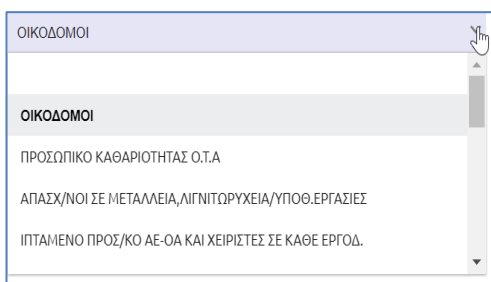 ΟΙΚΟΔΟΜΟΙ
ΟΙΚΟΔΟΜΟΙ
ΠΡΟΣΩΠΙΚΟ ΚΑΘΑΡΙΟΤΗΤΑΣ Ο.Τ.Α
ΑΠΑΣΧ/ΝΟΙ ΣΕ ΜΕΤΑΛΛΕΙΑ,ΛΙΓΝΙΤΩΡΥΧΕΙΑ/ΥΠΟΘ.ΕΡΓΑΣΙΕΣ
ΙΠΤΑΜΕΝΟ ΠΡΟΣ/ΚΟ ΑΕ-ΟΑ ΚΑΙ ΧΕΙΡΙΣΤΕΣ ΣΕ ΚΑΘΕ ΕΡΓΟΔ.